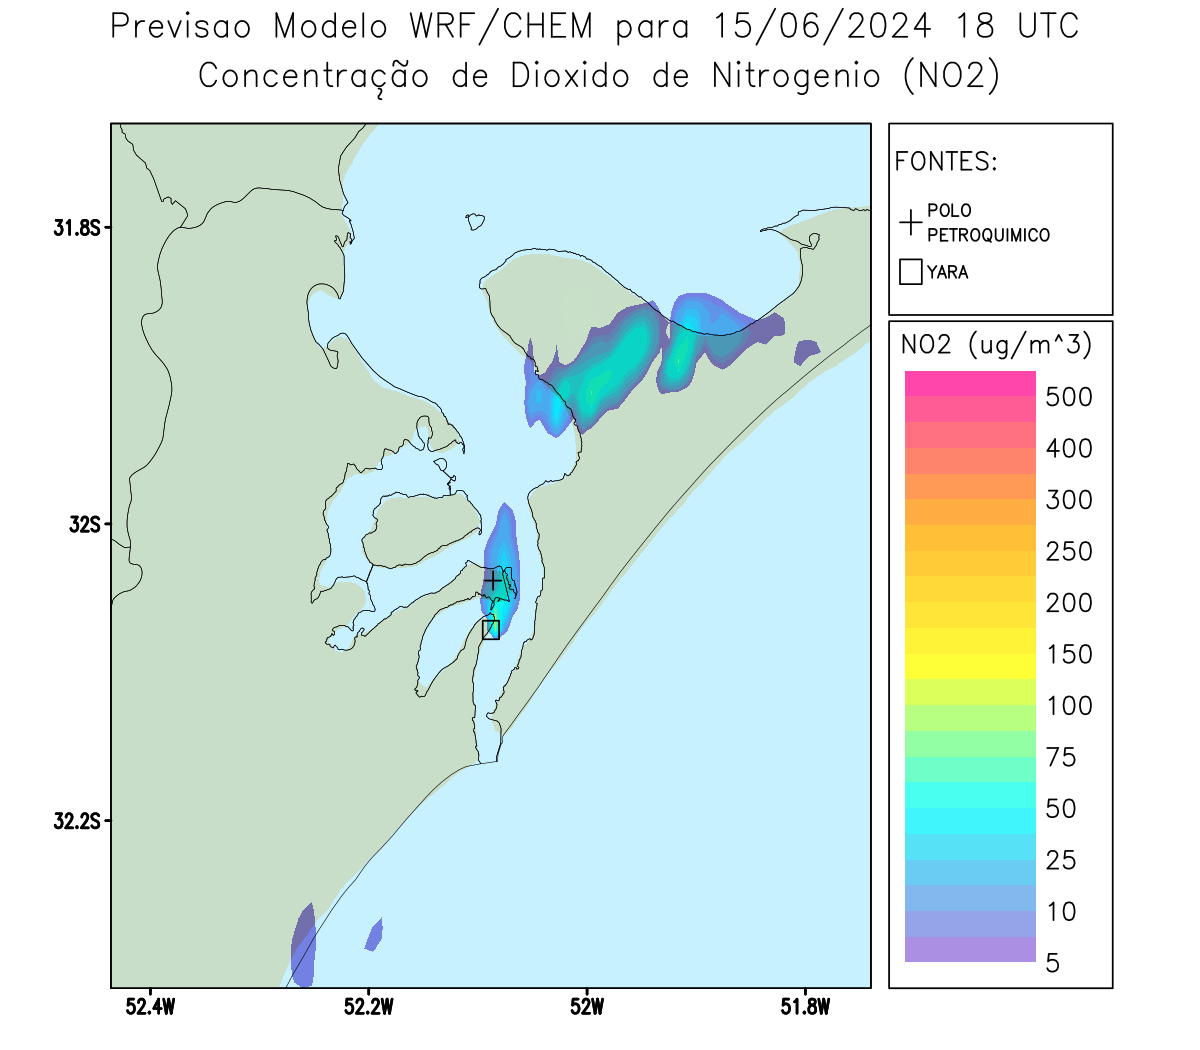 Previsao Modelo WRF/CHEM para 15/06/2024 18 UTC
Concentração de Dioxido de Nitrogenio (NO2)
FONTES:
POLO
PETROQUIMICO
YARA
NO2 (ug/m^3)
500
400
300
250
200
150
100
75
50
25
10
5
31.8S
32S
32.2S
52.4W
52.2W
52W
51.8W